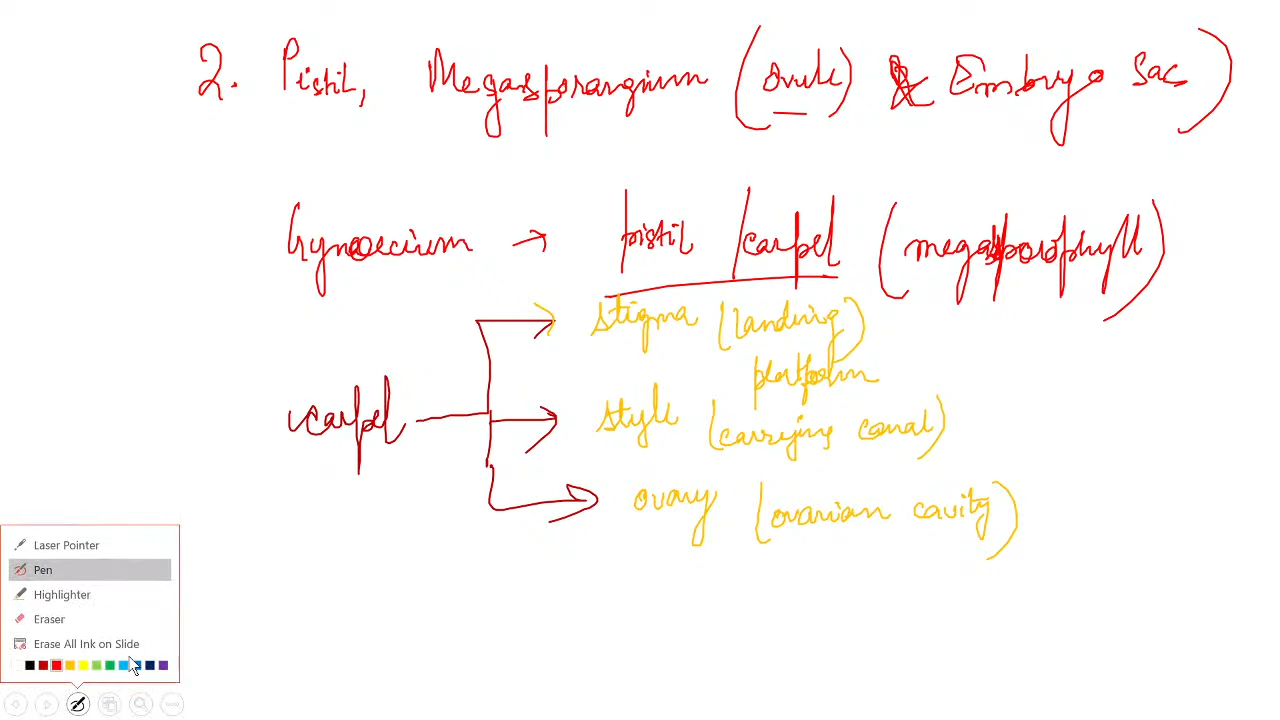 2. Pistil, Megasporangium (ovule) & Embryo sac)
Gynoecium → pistil / carpel (megasporophyll)
stigma (landing
platform
carpel
style (carrying canal)
ovary (ovarian cavity)
Laser Pointer
Pen
Highlighter
Eraser
Erase All Ink on Slide